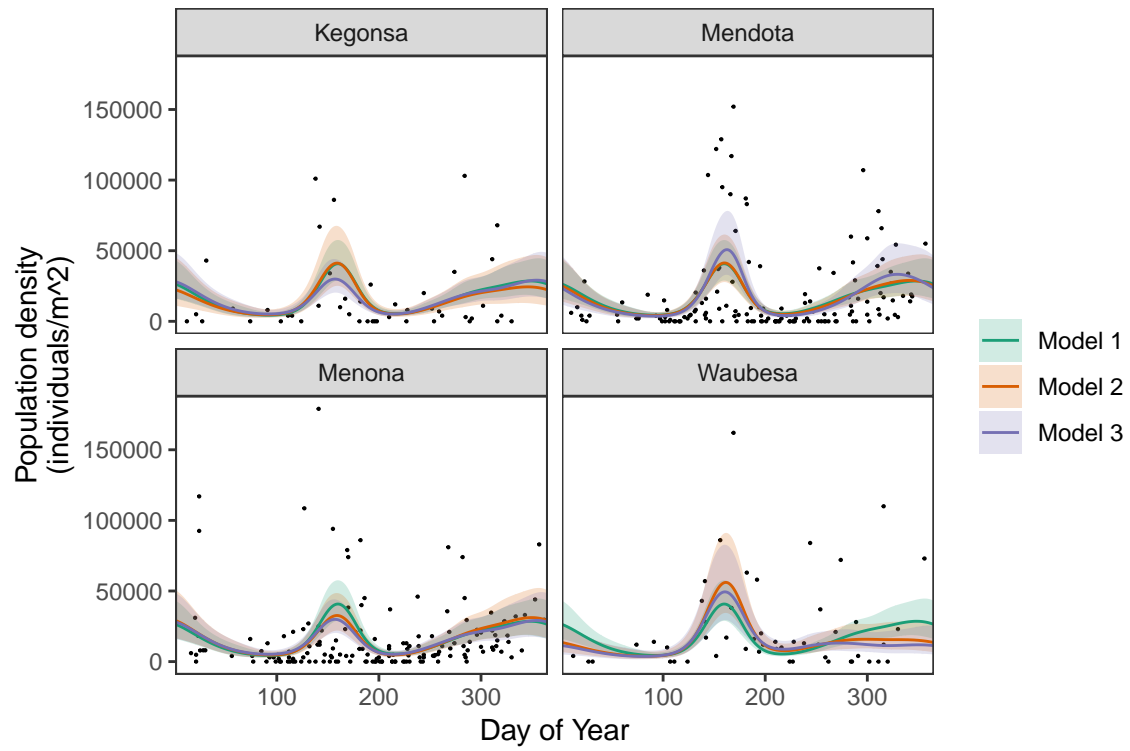 Kegonsa
Mendota
150000
100000
50000
0
Menona
Waubesa
150000
100000
50000
0
100
200
300
100
200
300
Day of Year
Population density
(individuals/m^2)
Model 1
Model 2
Model 3